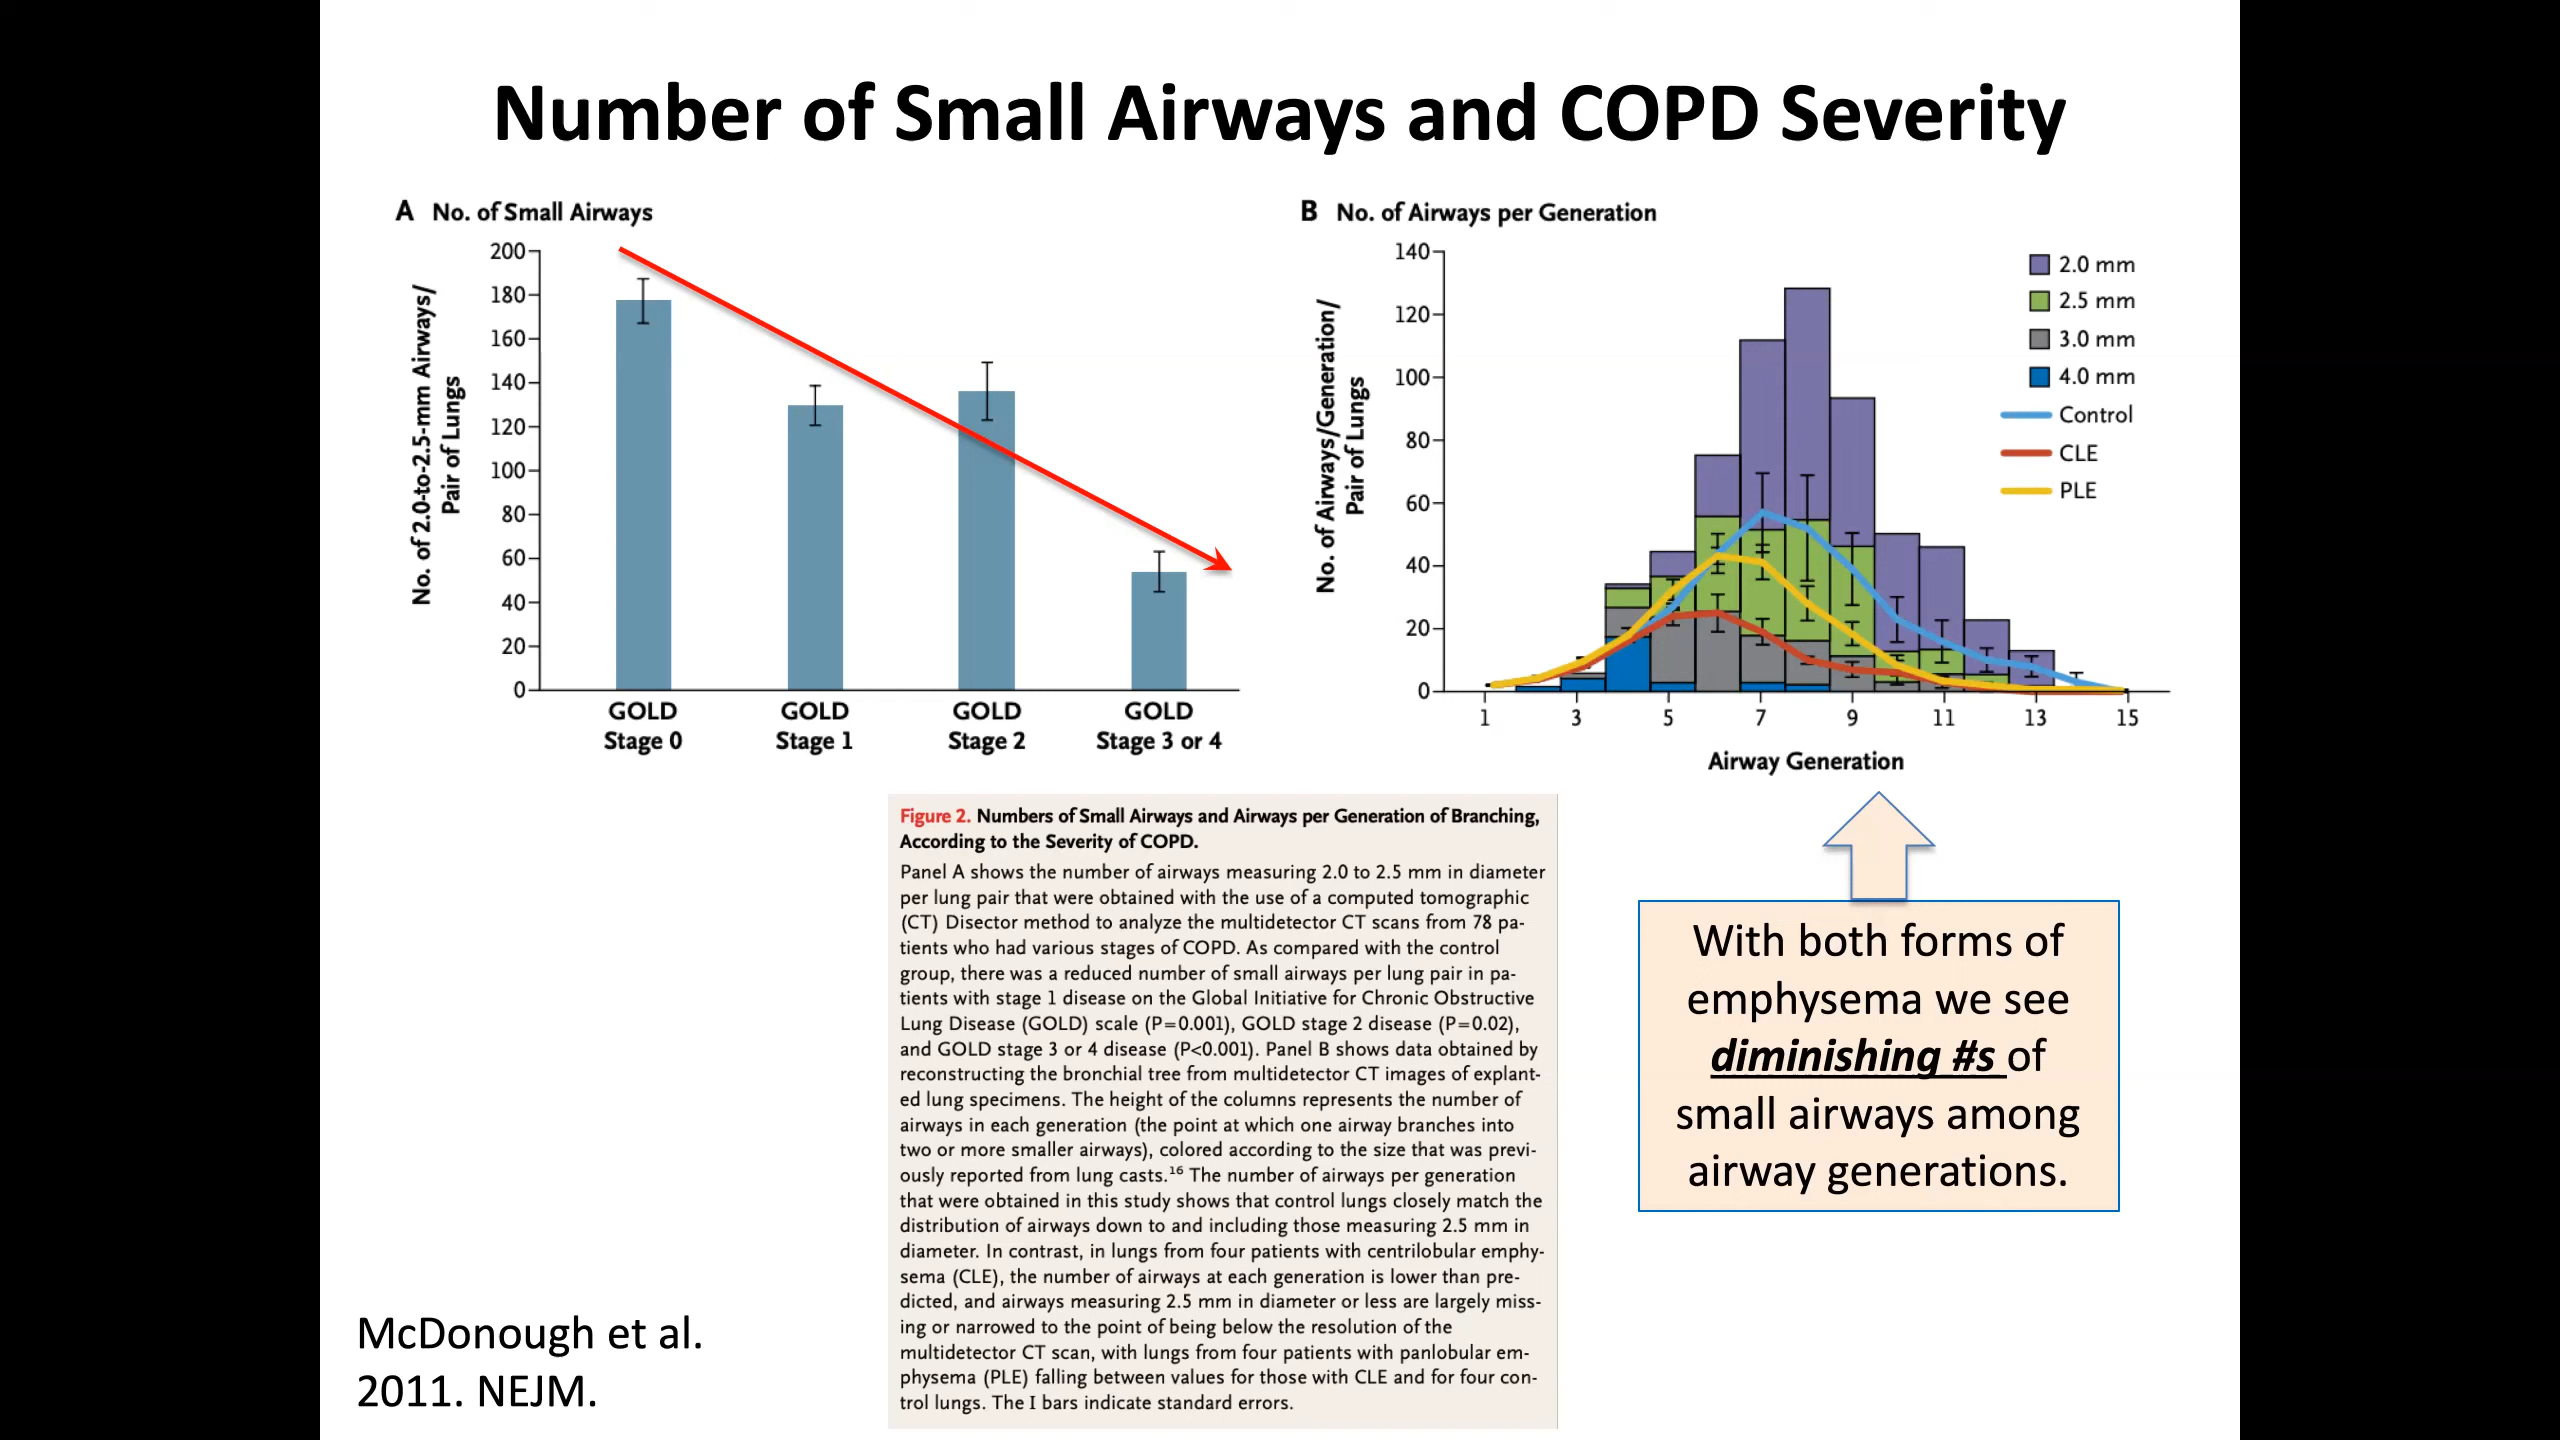 Number of Small Airways and COPD Severity
A No. of Small Airways
No. of 2.0-to-2.5-mm Airways/
Pair of Lungs
200
180
160
140
120
100
80
60
40
20
0
GOLD
Stage 0
GOLD
Stage 1
GOLD
Stage 2
GOLD
Stage 3 or 4
B No. of Airways per Generation
No. of Airways/Generation/
Pair of Lungs
140
120
100
80
60
40
20
0
1 3 5 7 9 11 13 15
Airway Generation
2.0 mm
2.5 mm
3.0 mm
4.0 mm
Control
CLE
PLE
Figure 2. Numbers of Small Airways and Airways per Generation of Branching,
According to the Severity of COPD.
Panel A shows the number of airways measuring 2.0 to 2.5 mm in diameter
per lung pair that were obtained with the use of a computed tomographic
(CT) Disector method to analyze the multidetector CT scans from 78 pa-
tients who had various stages of COPD. As compared with the control
group, there was a reduced number of small airways per lung pair in pa-
tients with stage 1 disease on the Global Initiative for Chronic Obstructive
Lung Disease (GOLD) scale (P=0.001), GOLD stage 2 disease (P=0.02),
and GOLD stage 3 or 4 disease (P<0.001). Panel B shows data obtained by
reconstructing the bronchial tree from multidetector CT images of explant-
ed lung specimens. The height of the columns represents the number of
airways in each generation (the point at which one airway branches into
two or more smaller airways), colored according to the size that was previ-
ously reported from lung casts.¹⁶ The number of airways per generation
that were obtained in this study shows that control lungs closely match the
distribution of airways down to and including those measuring 2.5 mm in
diameter. In contrast, in lungs from four patients with centrilobular emphy-
sema (CLE), the number of airways at each generation is lower than pre-
dicted, and airways measuring 2.5 mm in diameter or less are largely miss-
ing or narrowed to the point of being below the resolution of the
multidetector CT scan, with lungs from four patients with panlobular em-
physema (PLE) falling between values for those with CLE and for four con-
trol lungs. The I bars indicate standard errors.
With both forms of
emphysema we see
diminishing #s of
small airways among
airway generations.
McDonough et al.
2011. NEJM.